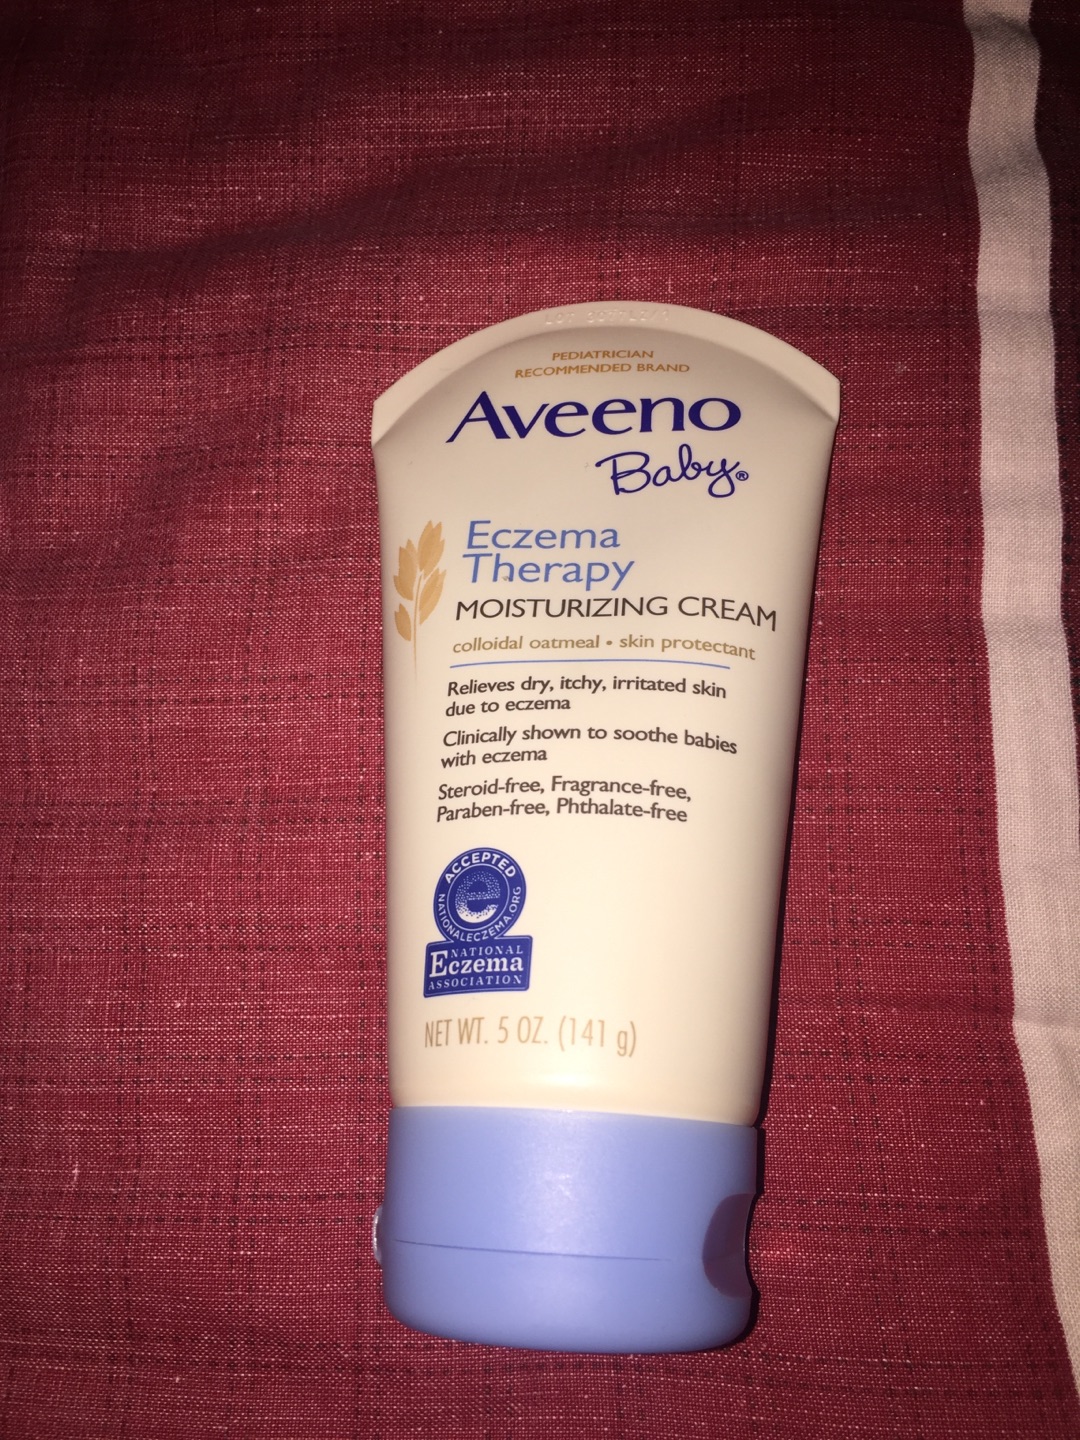 PEDIATRICIAN
RECOMMENDED BRAND
Aveeno
Baby®
Eczema
Therapy
MOISTURIZING CREAM
colloidal oatmeal • skin protectant
Relieves dry, itchy, irritated skin
due to eczema
Clinically shown to soothe babies
with eczema
Steroid-free, Fragrance-free,
Paraben-free, Phthalate-free
ACCEPTED
e
NATIONALECZEMA.ORG
NATIONAL
Eczema
ASSOCIATION
NET WT. 5 OZ. (141 g)